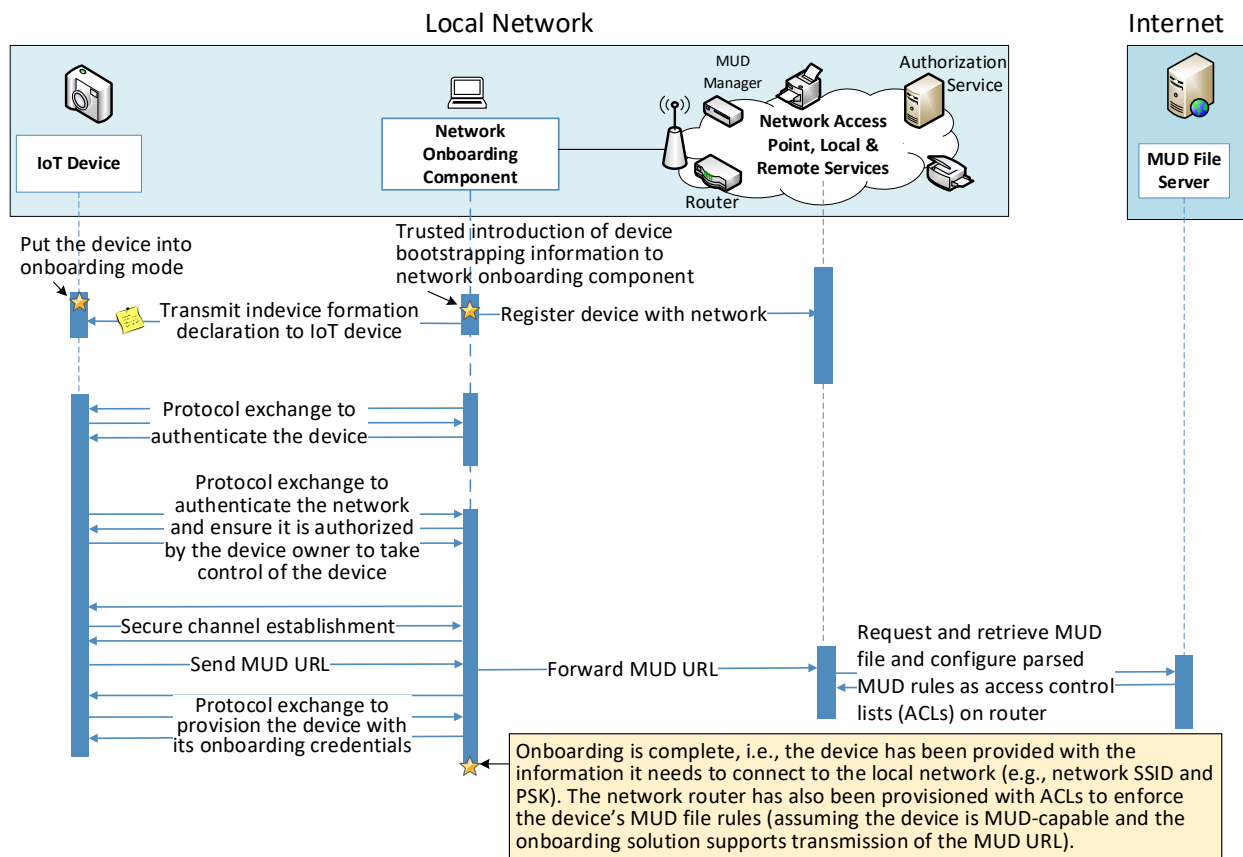 Local Network
Internet
MUD
Manager
Authorization
Service
IoT Device
Network
Onboarding
Component
Network Access
Point, Local &
Remote Services
Router
MUD File
Server
Put the device into
onboarding mode
Trusted introduction of device
bootstrapping information to
network onboarding component
Transmit indevice formation
declaration to IoT device
Register device with network
Protocol exchange to
authenticate the device
Protocol exchange to
authenticate the network
and ensure it is authorized
by the device owner to take
control of the device
Secure channel establishment
Send MUD URL
Forward MUD URL
Request and retrieve MUD
file and configure parsed
MUD rules as access control
lists (ACLs) on router
Protocol exchange to
provision the device with
its onboarding credentials
Onboarding is complete, i.e., the device has been provided with the
information it needs to connect to the local network (e.g., network SSID and
PSK). The network router has also been provisioned with ACLs to enforce
the device’s MUD file rules (assuming the device is MUD-capable and the
onboarding solution supports transmission of the MUD URL).